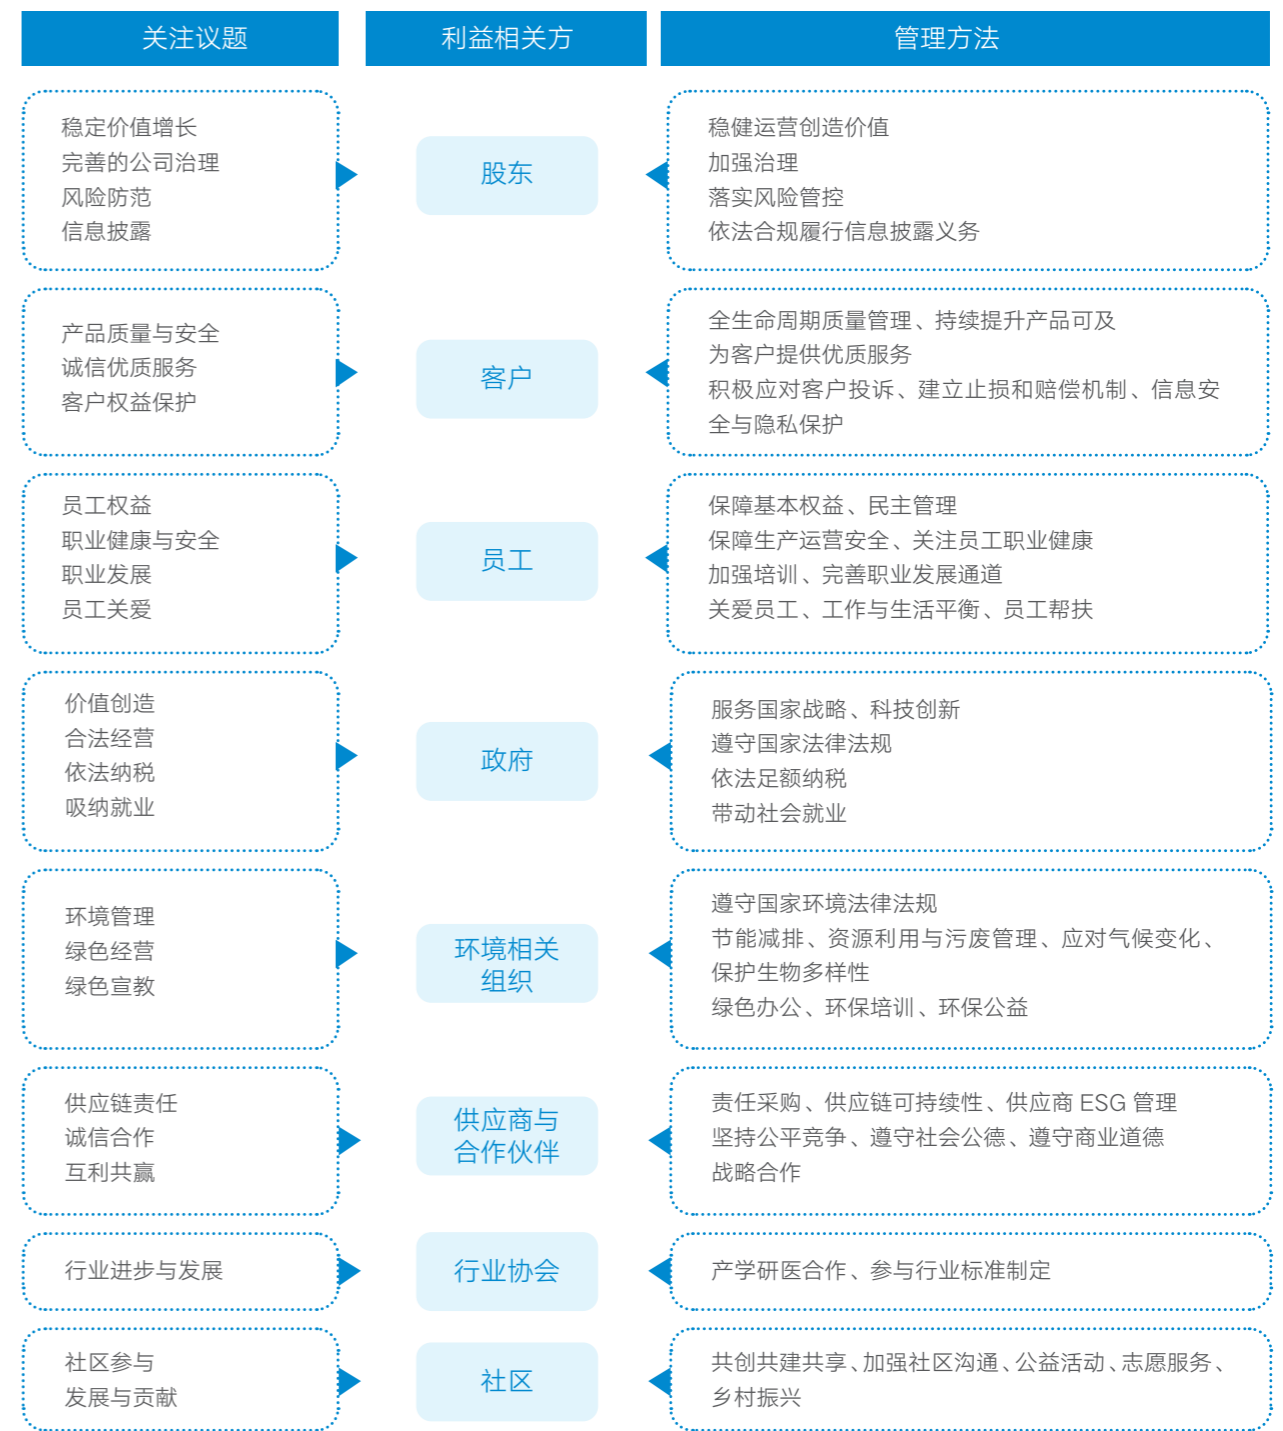 关注议题
利益相关方
管理方法
稳定价值增长
完善的公司治理
风险防范
信息披露
股东
稳健运营创造价值
加强治理
落实风险管控
依法合规履行信息披露义务
产品质量与安全
诚信优质服务
客户权益保护
客户
全生命周期质量管理、持续提升产品可及
为客户提供优质服务
积极应对客户投诉、建立止损和赔偿机制、信息安
全与隐私保护
员工权益
职业健康与安全
职业发展
员工关爱
员工
保障基本权益、民主管理
保障生产运营安全、关注员工职业健康
加强培训、完善职业发展通道
关爱员工、工作与生活平衡、员工帮扶
价值创造
合法经营
依法纳税
吸纳就业
政府
服务国家战略、科技创新
遵守国家法律法规
依法足额纳税
带动社会就业
环境管理
绿色经营
绿色宣教
环境相关
组织
遵守国家环境法律法规
节能减排、资源利用与污废管理、应对气候变化、
保护生物多样性
绿色办公、环保培训、环保公益
供应链责任
诚信合作
互利共赢
供应商与
合作伙伴
责任采购、供应链可持续性、供应商 ESG 管理
坚持公平竞争、遵守社会公德、遵守商业道德
战略合作
行业进步与发展
行业协会
产学研医合作、参与行业标准制定
社区参与
发展与贡献
社区
共创共建共享、加强社区沟通、公益活动、志愿服务、
乡村振兴